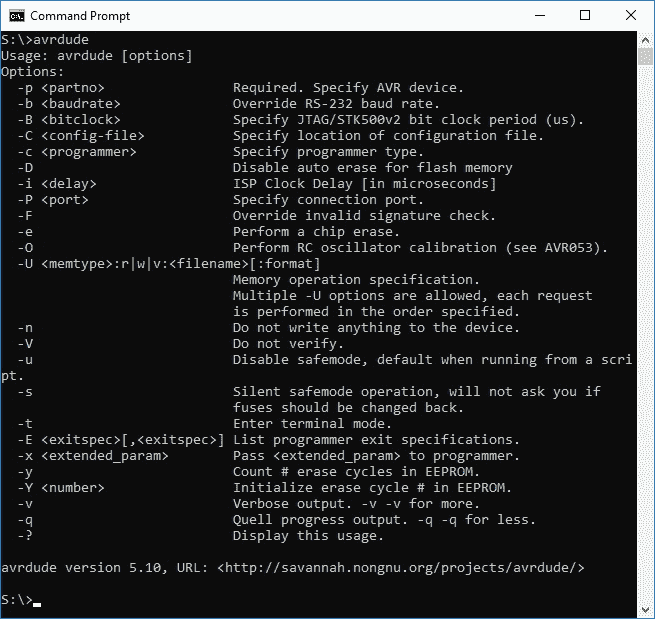 Command Prompt
S:\>avrdude
Usage: avrdude [options]
Options:
  -p <partno>                Required. Specify AVR device.
  -b <baudrate>              Override RS-232 baud rate.
  -B <bitclock>              Specify JTAG/STK500v2 bit clock period (us).
  -C <config-file>           Specify location of configuration file.
  -c <programmer>            Specify programmer type.
  -D                         Disable auto erase for flash memory
  -i <delay>                 ISP Clock Delay [in microseconds]
  -P <port>                  Specify connection port.
  -F                         Override invalid signature check.
  -e                         Perform a chip erase.
  -O                         Perform RC oscillator calibration (see AVR053).
  -U <memtype>:r|w|v:<filename>[:format]
                             Memory operation specification.
                             Multiple -U options are allowed, each request
                             is performed in the order specified.
  -n                         Do not write anything to the device.
  -V                         Do not verify.
  -u                         Disable safemode, default when running from a scri
pt.
  -s                         Silent safemode operation, will not ask you if
                             fuses should be changed back.
  -t                         Enter terminal mode.
  -E <exitspec>[,<exitspec>] List programmer exit specifications.
  -x <extended_param>        Pass <extended_param> to programmer.
  -y                         Count # erase cycles in EEPROM.
  -Y <number>                Initialize erase cycle # in EEPROM.
  -v                         Verbose output. -v -v for more.
  -q                         Quell progress output. -q -q for less.
  -?                         Display this usage.
avrdude version 5.10, URL: <http://savannah.nongnu.org/projects/avrdude/>
S:\>